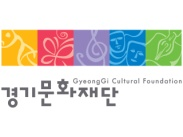 GyeongGi Cultural Foundation
경기문화재단